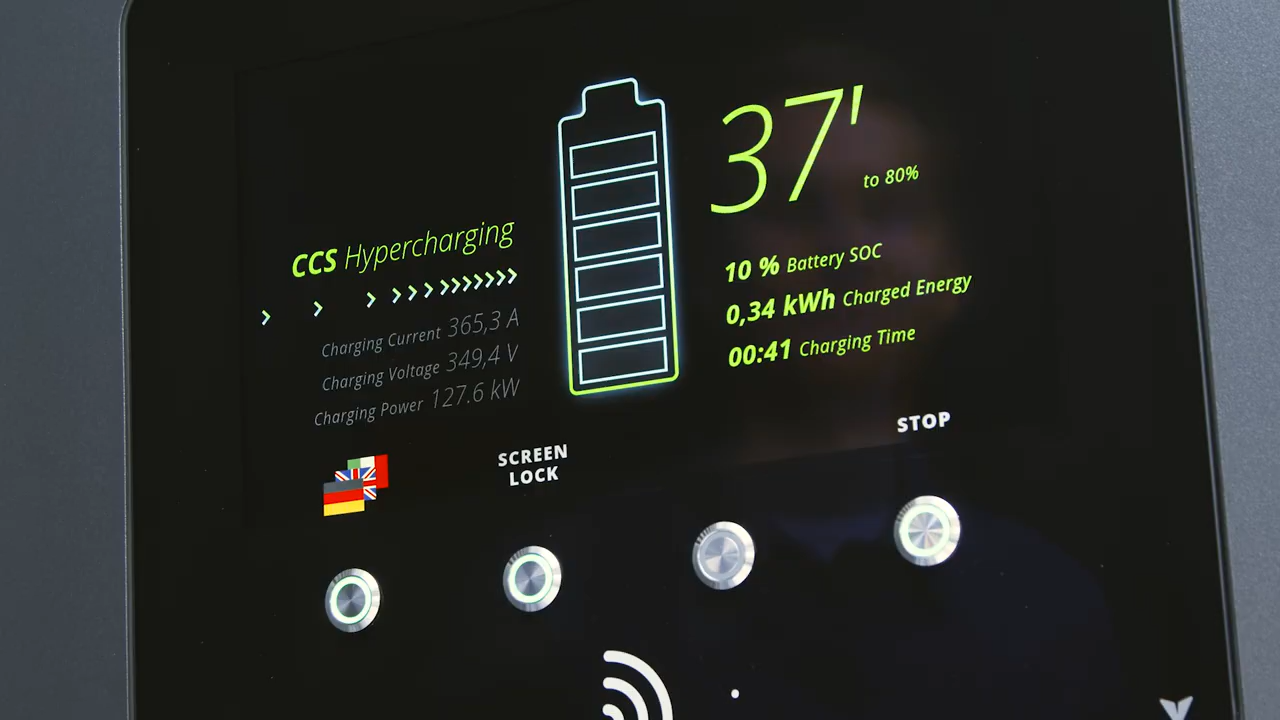 37'
to 80%
CCS Hypercharging
Charging Current 365,3 A
Charging Voltage 349,4 V
Charging Power 127.6 kW
10 % Battery SOC
0,34 kWh Charged Energy
00:41 Charging Time
SCREEN
LOCK
STOP